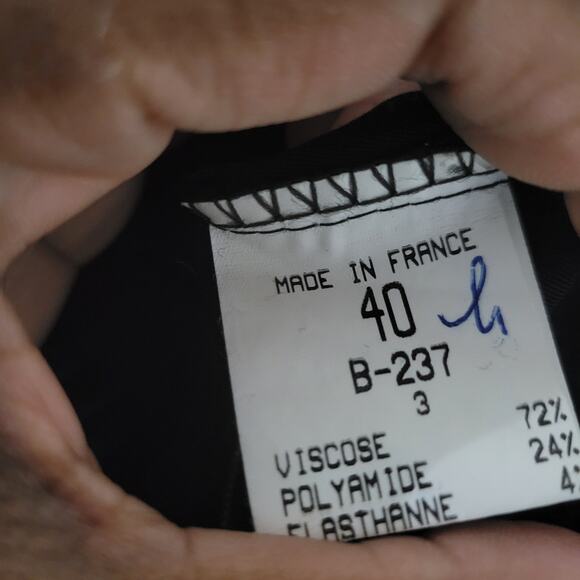 MADE IN FRANCE
40
B-237
3
VISCOSE 72%
POLYAMIDE 24%
ELASTHANNE